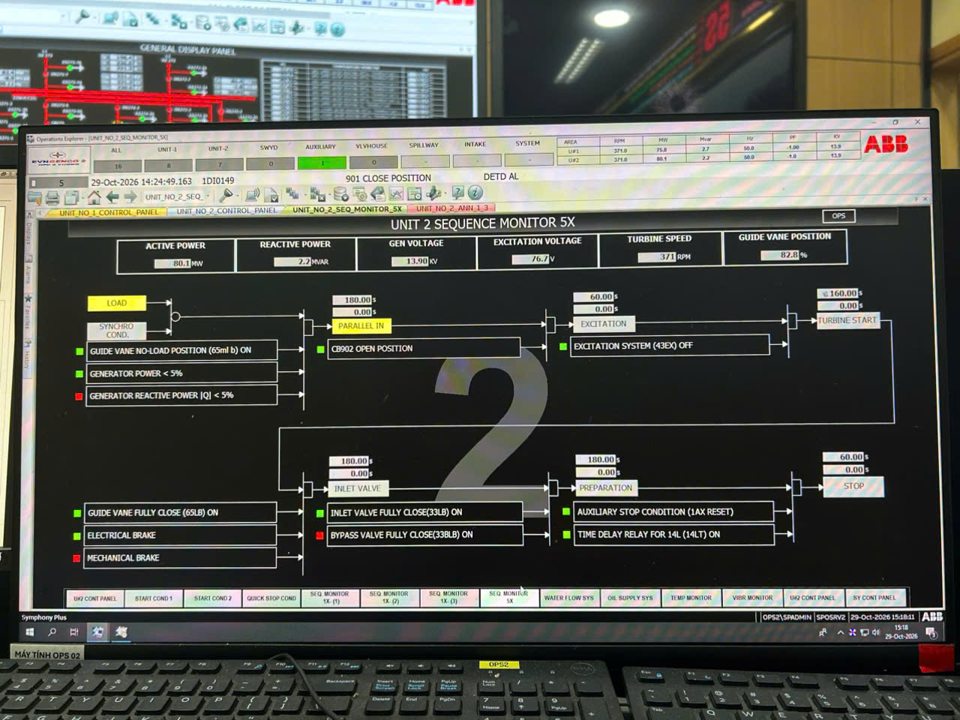 ABB
GENERAL DISPLAY PANEL
Operations Explorer - [UNIT_NO_2_SEQ_MONITOR_5X]
ALL UNIT-1 UNIT-2 SWYD AUXILIARY VLVHOUSE SPILLWAY INTAKE SYSTEM
16 8 7 0 1 0 - - -
AREA RPM MW Mvar Hz PF KV
U#1 371.0 75.8 2.7 50.0 -1.00 13.9
U#2 371.0 80.1 2.2 50.0 -1.0 13.9
ABB
5 29-Oct-2026 14:24:49.163 1DI0149 901 CLOSE POSITION DETD AL
UNIT_NO_2_SEQ_
UNIT_NO_1_CONTROL_PANEL UNIT_NO_2_CONTROL_PANEL UNIT_NO_2_SEQ_MONITOR_5X UNIT_NO_2_ANN_1_3
UNIT 2 SEQUENCE MONITOR 5X
OPS
ACTIVE POWER REACTIVE POWER GEN VOLTAGE EXCITATION VOLTAGE TURBINE SPEED GUIDE VANE POSITION
80.1 MW 2.7 MVAR 13.90 KV 76.7 V 371 RPM 82.8 %
LOAD
SYNCHRO COND.
180.00 s
0.00 s
PARALLEL IN
60.00 s
0.00 s
EXCITATION
160.00 s
0.00 s
TURBINE START
GUIDE VANE NO-LOAD POSITION (65ml b) ON
CB902 OPEN POSITION
EXCITATION SYSTEM (43EX) OFF
GENERATOR POWER < 5%
GENERATOR REACTIVE POWER |Q| < 5%
2
180.00 s
0.00 s
INLET VALVE
180.00 s
0.00 s
PREPARATION
60.00 s
0.00 s
STOP
GUIDE VANE FULLY CLOSE (65LB) ON
INLET VALVE FULLY CLOSE(33LB) ON
AUXILIARY STOP CONDITION (1AX RESET)
ELECTRICAL BRAKE
BYPASS VALVE FULLY CLOSE(33BLB) ON
TIME DELAY RELAY FOR 14L (14LT) ON
MECHANICAL BRAKE
UH2 CONT PANEL START COND 1 START COND 2 QUICK STOP COND SEQ. MONITOR 1X- (1) SEQ. MONITOR 1X- (2) SEQ. MONITOR 1X- (3) SEQ. MONITOR 5X WATER FLOW SYS OIL SUPPLY SYS TEMP MONITOR VIBR MONITOR UH2 CONT PANEL SY CONT PANEL
Symphony Plus
OPS2\SPADMIN SPOSRV2 29-Oct-2026 15:18:11 ABB
15:18
29-Oct-2026
MÁY TÍNH OPS 02
OPS2